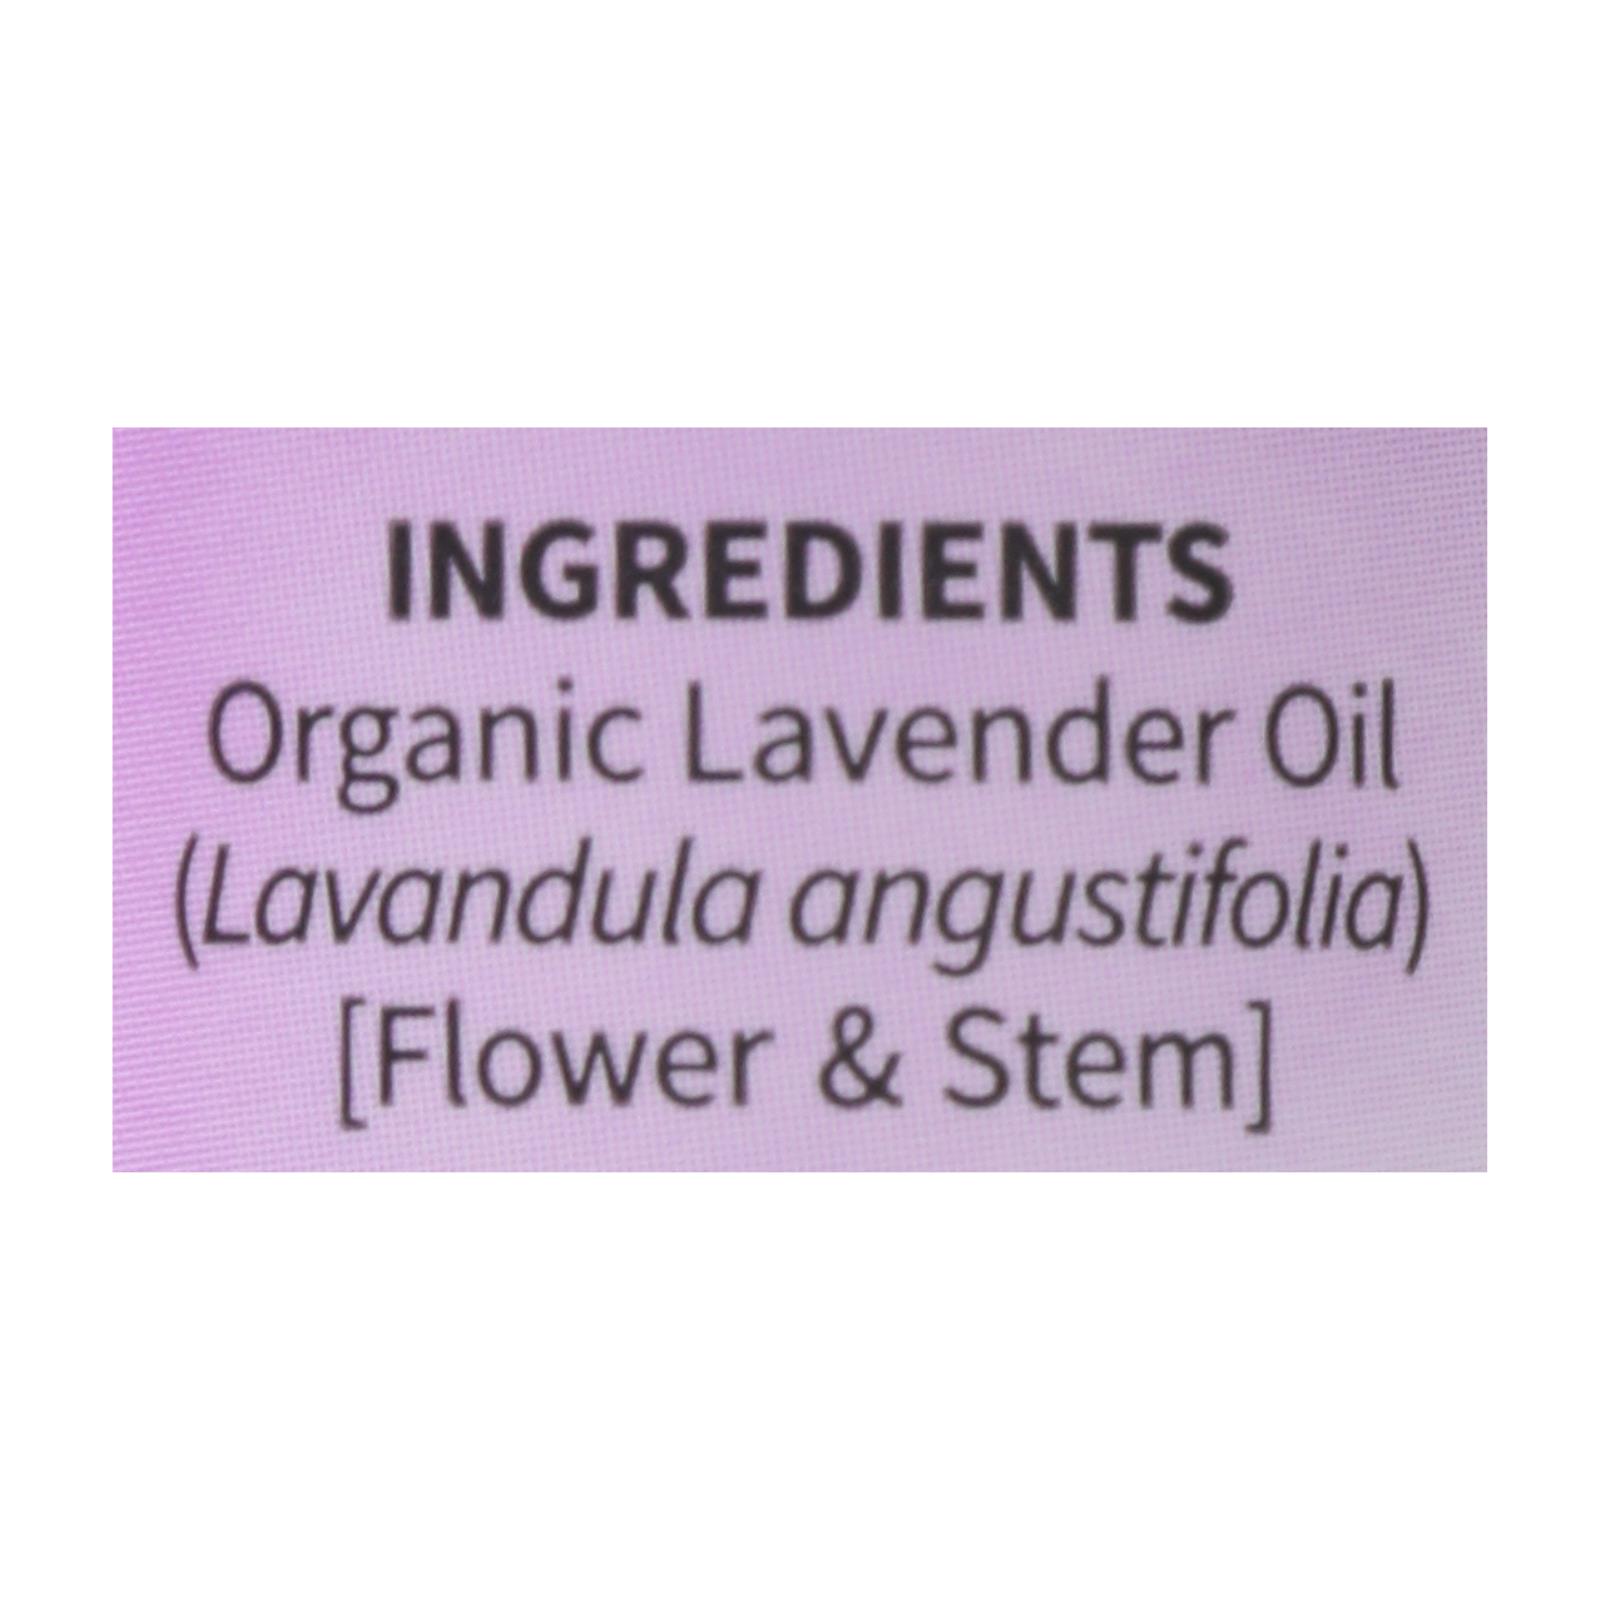 INGREDIENTS
Organic Lavender Oil
(Lavandula angustifolia)
[Flower & Stem]